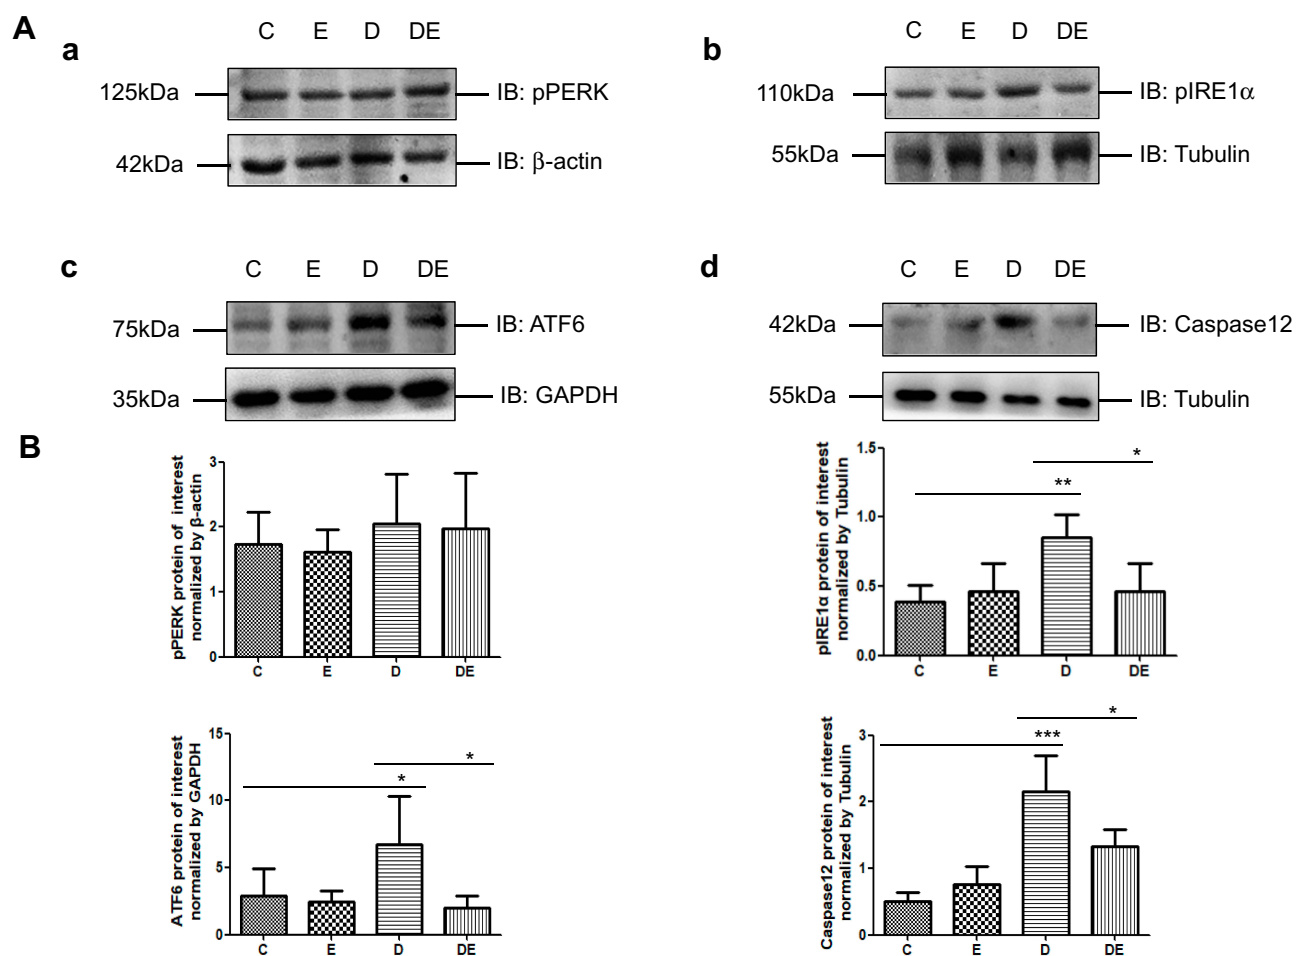 A
a
C E D DE
125kDa
IB: pPERK
42kDa
IB: β-actin
b
C E D DE
110kDa
IB: pIRE1α
55kDa
IB: Tubulin
c
C E D DE
75kDa
IB: ATF6
35kDa
IB: GAPDH
d
C E D DE
42kDa
IB: Caspase12
55kDa
IB: Tubulin
B
pPERK protein of interest
normalized by β-actin
3
2
1
0
C E D DE
pIRE1α protein of interest
normalized by Tubulin
1.5
1.0
0.5
0.0
*
**
C E D DE
ATF6 protein of interest
normalized by GAPDH
15
10
5
0
*
*
C E D DE
Caspase12 protein of interest
normalized by Tubulin
3
2
1
0
*
***
C E D DE